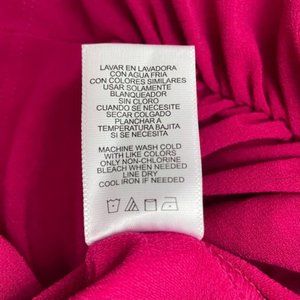 LAVAR EN LAVADORA
CON AGUA FRIA
CON COLORES SIMILARES
USAR SOLAMENTE
BLANQUEADOR
SIN CLORO
CUANDO SE NECESITE
SECAR COLGADO
PLANCHAR A
TEMPERATURA BAJITA
SI SE NECESITA
MACHINE WASH COLD
WITH LIKE COLORS
ONLY NON-CHLORINE
BLEACH WHEN NEEDED
LINE DRY
COOL IRON IF NEEDED